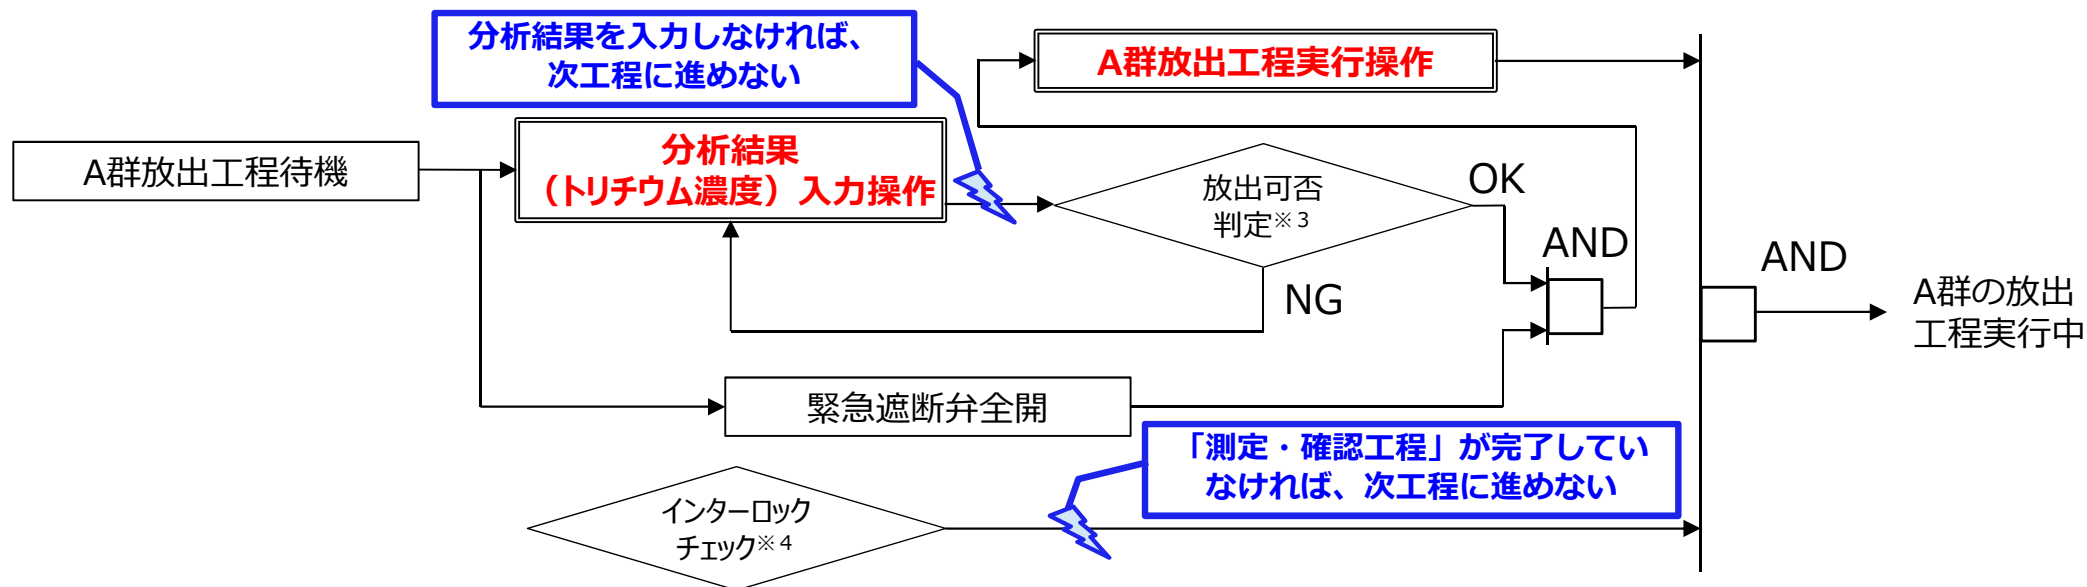 分析結果を入力しなければ、
次工程に進めない
A群放出工程実行操作
A群放出工程待機
分析結果
（トリチウム濃度）入力操作
放出可否
判定※3
OK
NG
AND
AND
A群の放出
工程実行中
緊急遮断弁全開
「測定・確認工程」が完了してい
なければ、次工程に進めない
インターロック
チェック※4